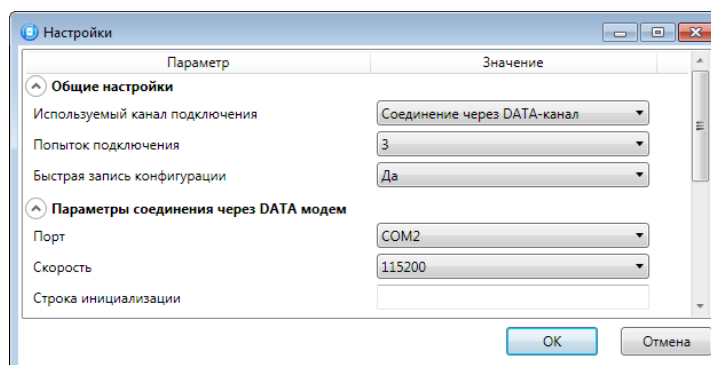 Настройки
Параметр Значение
Общие настройки
Используемый канал подключения Соединение через DATA-канал
Попыток подключения 3
Быстрая запись конфигурации Да
Параметры соединения через DATA модем
Порт COM2
Скорость 115200
Строка инициализации
OK Отмена